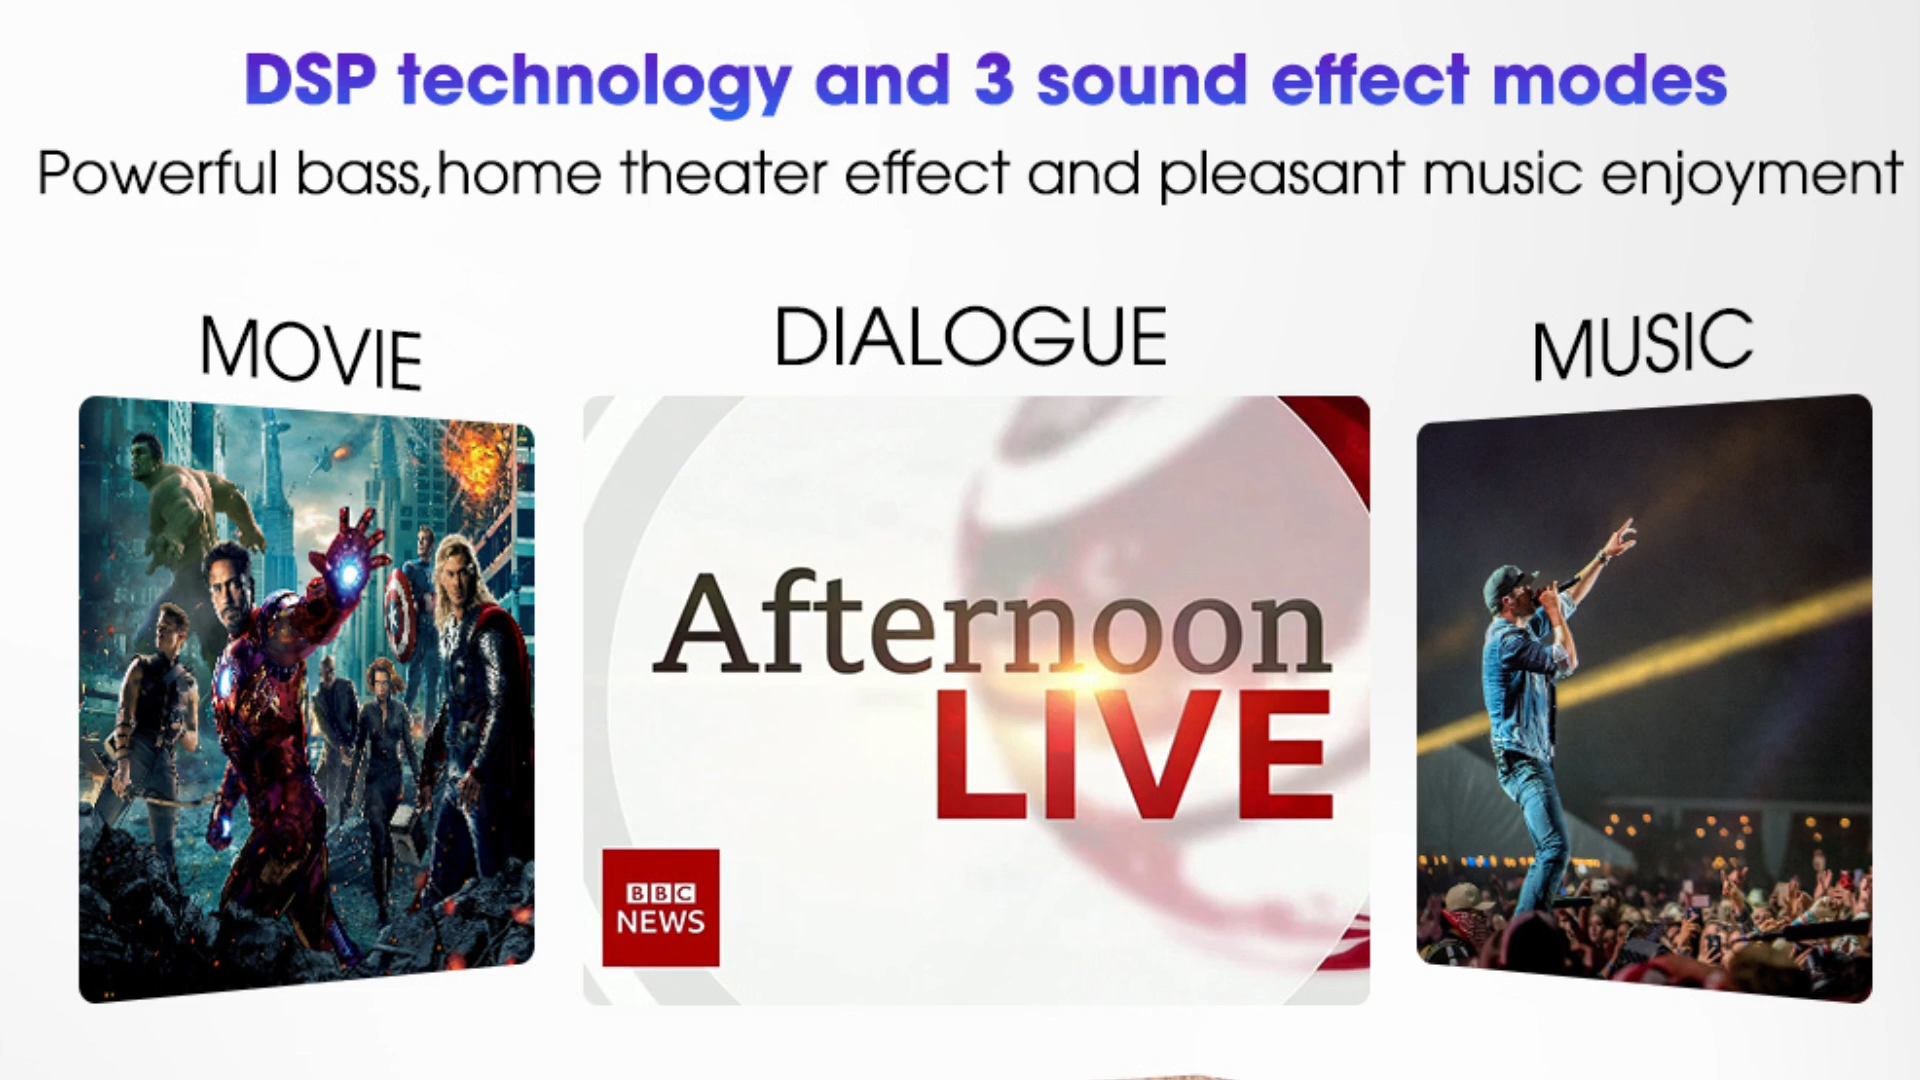 DSP technology and 3 sound effect modes
Powerful bass,home theater effect and pleasant music enjoyment
MOVIE
DIALOGUE
MUSIC
Afternoon
LIVE
BBC
NEWS